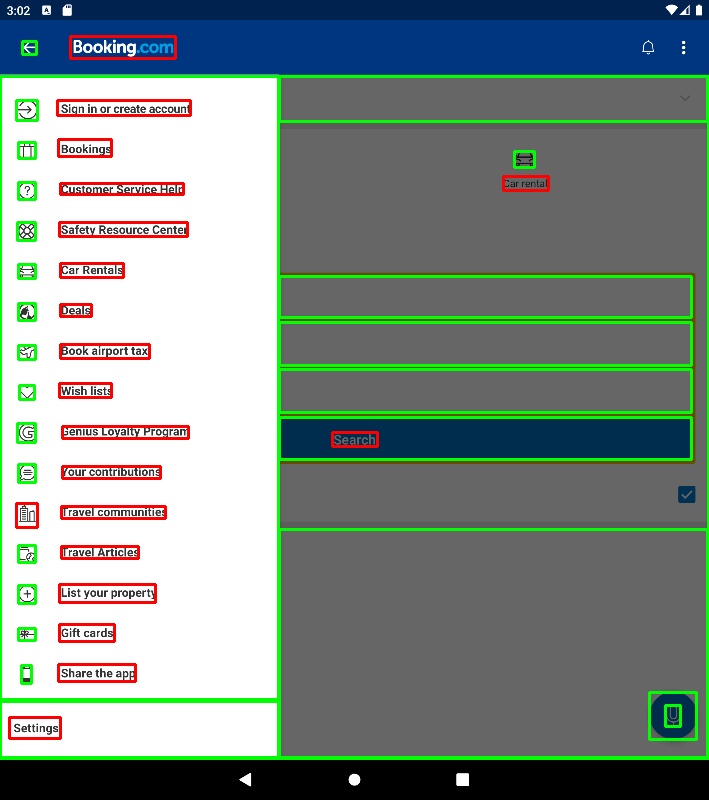 3:02
A
Booking.com
Sign in or create account
Bookings
Customer Service Help
Safety Resource Center
Car Rentals
Deals
Book airport tax
Wish lists
Genius Loyalty Program
Your contributions
Travel communities
Travel Articles
List your property
Gift cards
Share the app
Settings
Car rental
Search